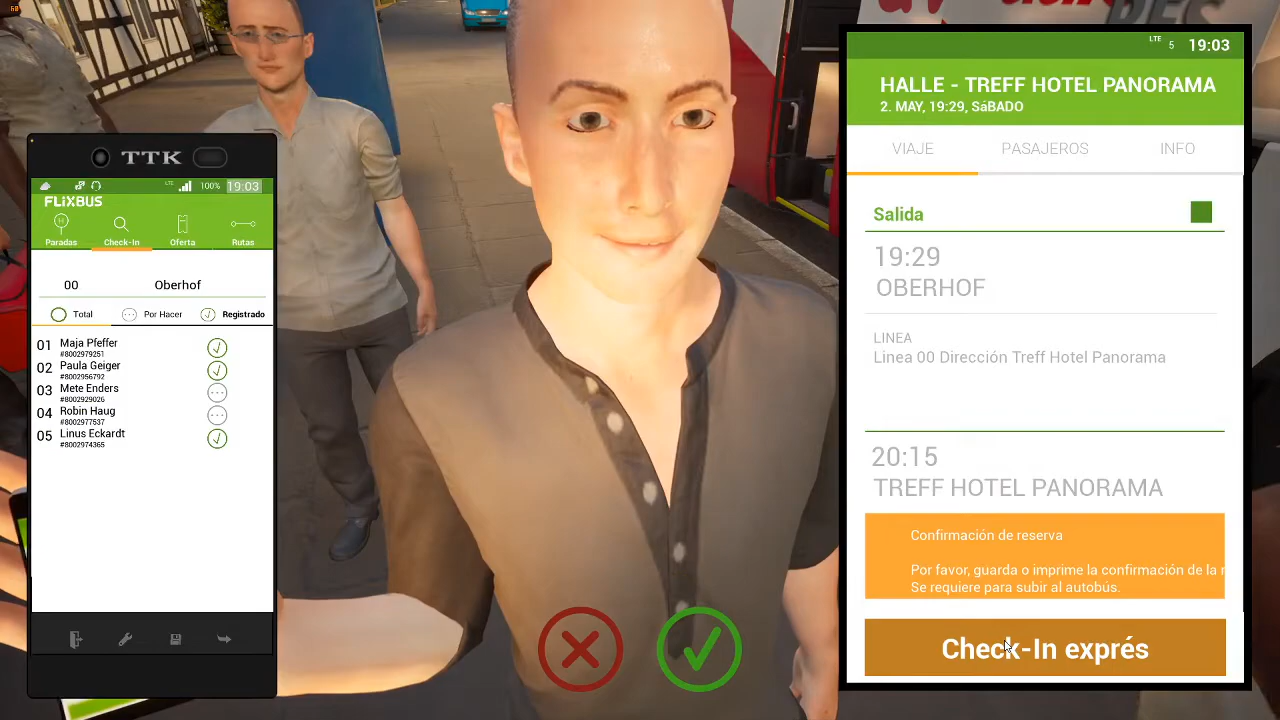 TTK
LTE
100%
19:03
FLiXBUS
Paradas
Check-In
Oferta
Rutas
00
Oberhof
Total
Por Hacer
Registrado
01
Maja Pfeffer
#8002979251
02
Paula Geiger
#8002956792
03
Mete Enders
#8002929026
04
Robin Haug
#8002977537
05
Linus Eckardt
#8002974365
LTE
5
19:03
HALLE - TREFF HOTEL PANORAMA
2. MAY, 19:29, SáBADO
VIAJE
PASAJEROS
INFO
Salida
19:29
OBERHOF
LINEA
Linea 00 Dirección Treff Hotel Panorama
20:15
TREFF HOTEL PANORAMA
Confirmación de reserva
Por favor, guarda o imprime la confirmación de la r
Se requiere para subir al autobús.
Check-In exprés